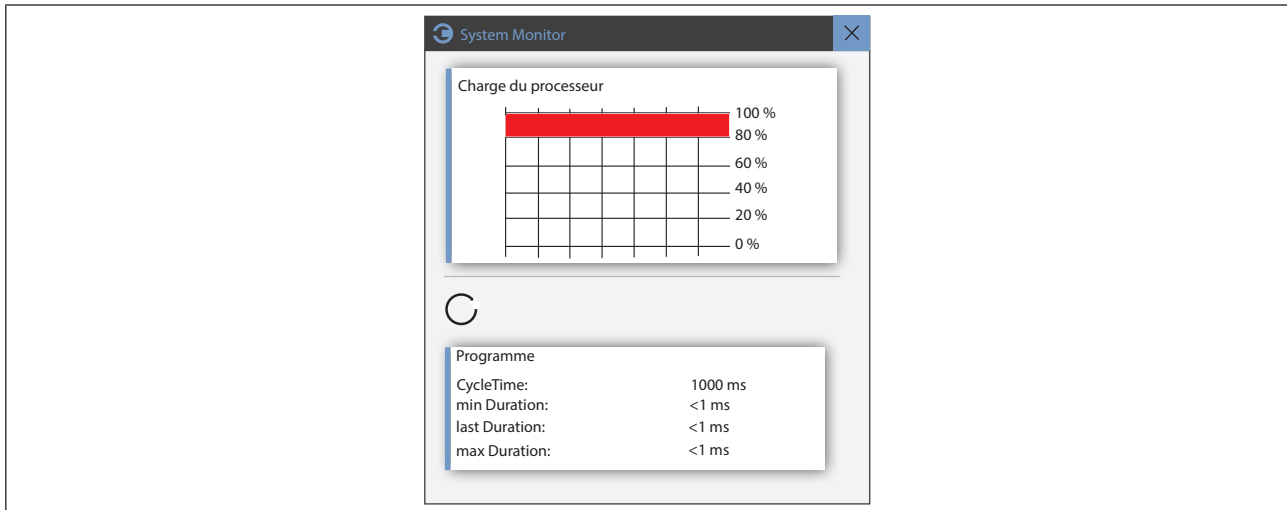 System Monitor
Charge du processeur
100 %
80 %
60 %
40 %
20 %
0 %
Programme
CycleTime: 1000 ms
min Duration: <1 ms
last Duration: <1 ms
max Duration: <1 ms